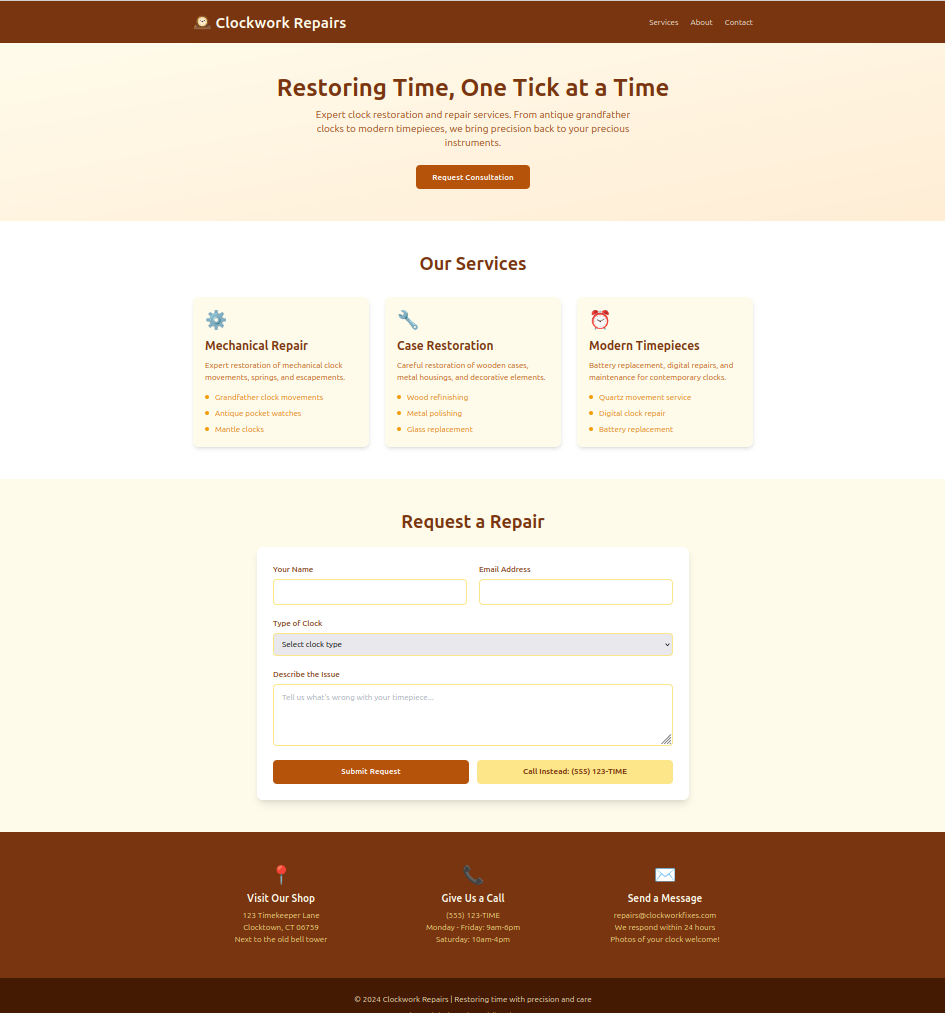 Clockwork Repairs
Services About Contact
Restoring Time, One Tick at a Time
Expert clock restoration and repair services. From antique grandfather
clocks to modern timepieces, we bring precision back to your precious
instruments.
Request Consultation
Our Services
Mechanical Repair
Expert restoration of mechanical clock
movements, springs, and escapements.
Grandfather clock movements
Antique pocket watches
Mantle clocks
Case Restoration
Careful restoration of wooden cases,
metal housings, and decorative elements.
Wood refinishing
Metal polishing
Glass replacement
Modern Timepieces
Battery replacement, digital repairs, and
maintenance for contemporary clocks.
Quartz movement service
Digital clock repair
Battery replacement
Request a Repair
Your Name
Email Address
Type of Clock
Select clock type
Describe the Issue
Tell us what's wrong with your timepiece...
Submit Request
Call Instead: (555) 123-TIME
Visit Our Shop
123 Timekeeper Lane
Clocktown, CT 06759
Next to the old bell tower
Give Us a Call
(555) 123-TIME
Monday - Friday: 9am-6pm
Saturday: 10am-4pm
Send a Message
repairs@clockworkfixes.com
We respond within 24 hours
Photos of your clock welcome!
© 2024 Clockwork Repairs | Restoring time with precision and care